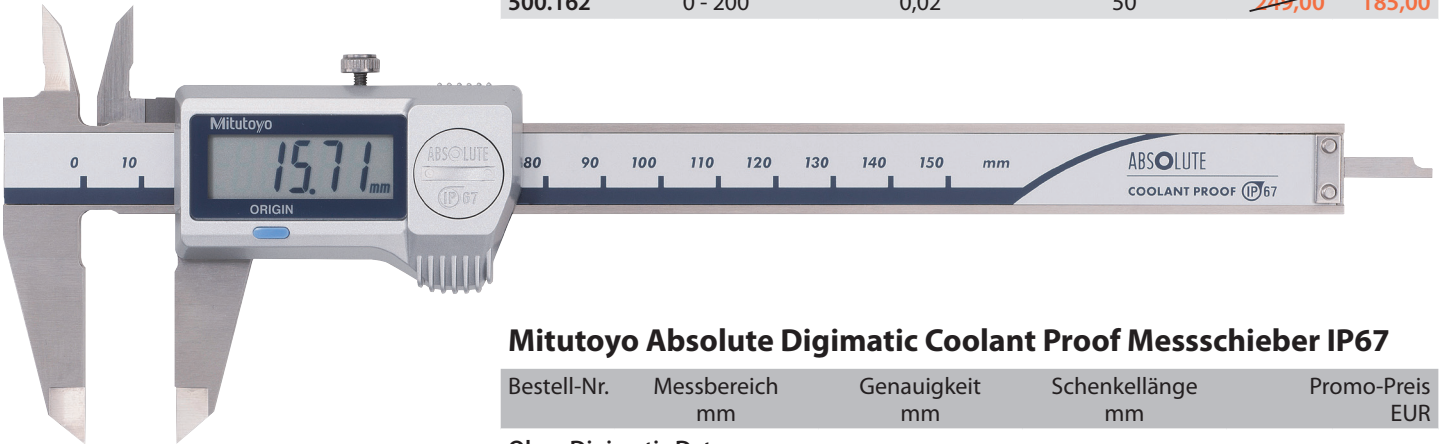 500.162 0 - 200 0,02 50 249,00 185,00
Mitutoyo
15.71 mm
ORIGIN
ABSOLUTE
IP 67
0 10 80 90 100 110 120 130 140 150 mm
ABSOLUTE
COOLANT PROOF IP67
Mitutoyo Absolute Digimatic Coolant Proof Messschieber IP67
Bestell-Nr. Messbereich Genauigkeit Schenkellänge Promo-Preis
mm mm mm EUR